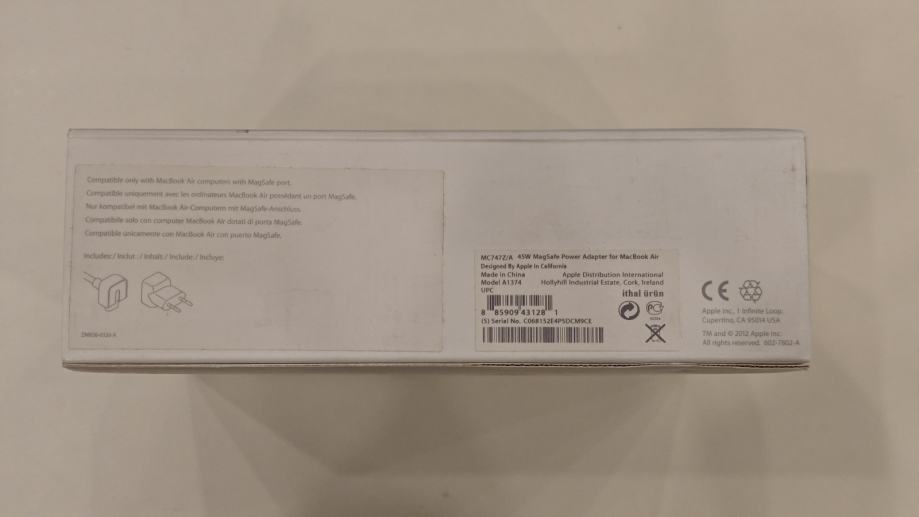 Compatible only with MacBook Air computers with MagSafe port.
Compatible uniquement avec les ordinateurs MacBook Air possédant un port MagSafe.
Nur kompatibel mit MacBook Air-Computern mit MagSafe-Anschluss.
Compatibile solo con computer MacBook Air dotati di porta MagSafe.
Compatible únicamente con MacBook Air con puerto MagSafe.
Includes: / Inclut : / Inhalt: / Include: / Incluye:
MC747Z/A 45W MagSafe Power Adapter for MacBook Air
Designed By Apple In California
Made in China Apple Distribution International
Model A1374 Hollyhill Industrial Estate, Cork, Ireland
UPC ithal ürün
8 85909 43128 1
(S) Serial No. C068152E4PSDCM9CE
CE
Apple Inc., 1 Infinite Loop
Cupertino, CA 95014 USA
TM and © 2012 Apple Inc.
All rights reserved. 602-7802-A